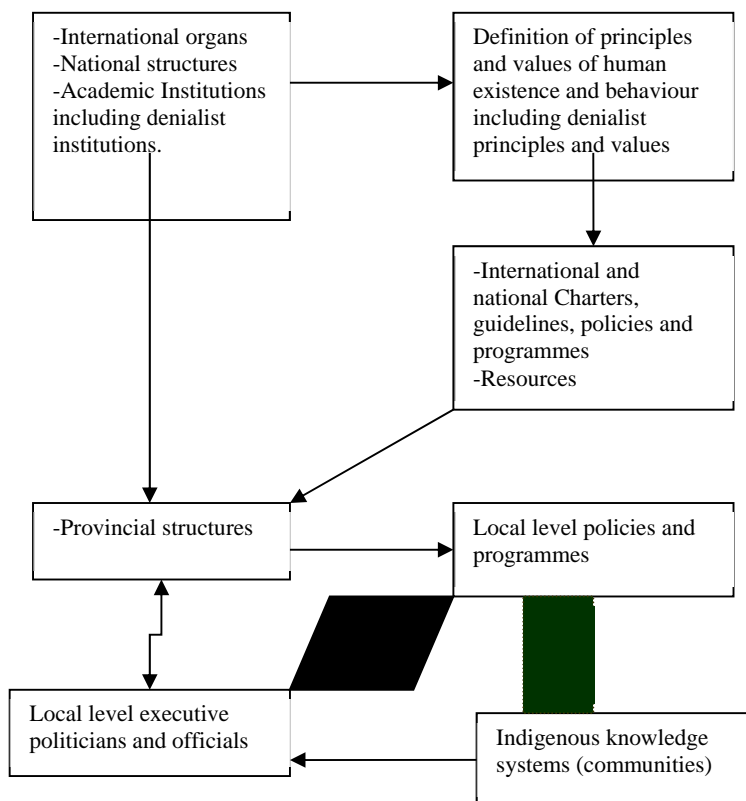 -International organs
-National structures
-Academic Institutions
including denialist
institutions.
Definition of principles
and values of human
existence and behaviour
including denialist
principles and values
-International and
national Charters,
guidelines, policies and
programmes
-Resources
-Provincial structures
Local level policies and
programmes
Local level executive
politicians and officials
Indigenous knowledge
systems (communities)